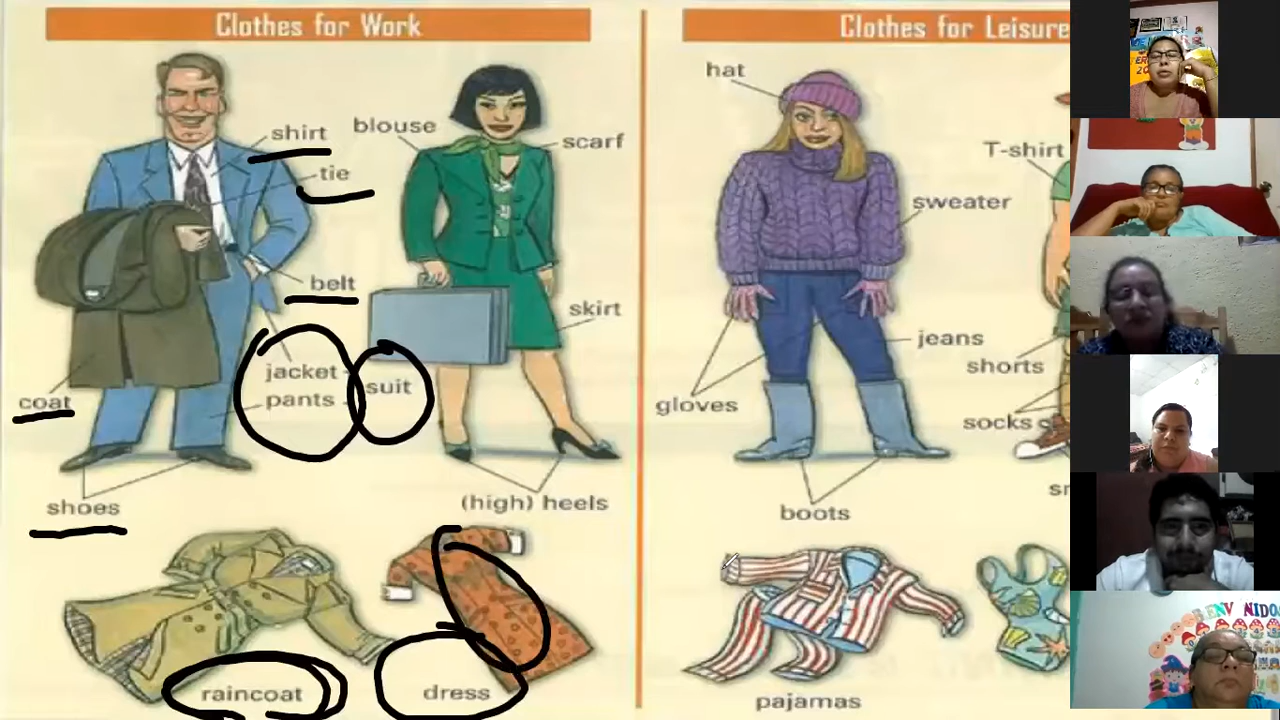 Clothes for Work
shirt
tie
blouse
scarf
belt
skirt
jacket
pants
suit
coat
shoes
(high) heels
raincoat
dress
Clothes for Leisure
hat
T-shirt
sweater
jeans
shorts
gloves
socks
boots
pajamas